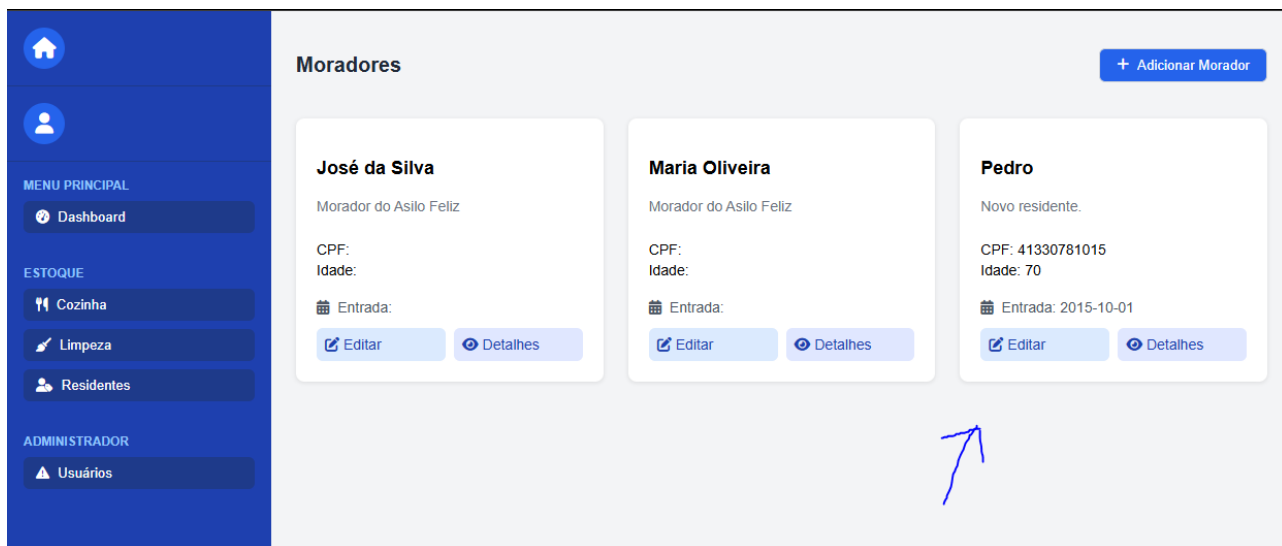 MENU PRINCIPAL
Dashboard
ESTOQUE
Cozinha
Limpeza
Residentes
ADMINISTRADOR
Usuários
Moradores
+ Adicionar Morador
José da Silva
Morador do Asilo Feliz
CPF:
Idade:
Entrada:
Editar
Detalhes
Maria Oliveira
Morador do Asilo Feliz
CPF:
Idade:
Entrada:
Editar
Detalhes
Pedro
Novo residente.
CPF: 41330781015
Idade: 70
Entrada: 2015-10-01
Editar
Detalhes